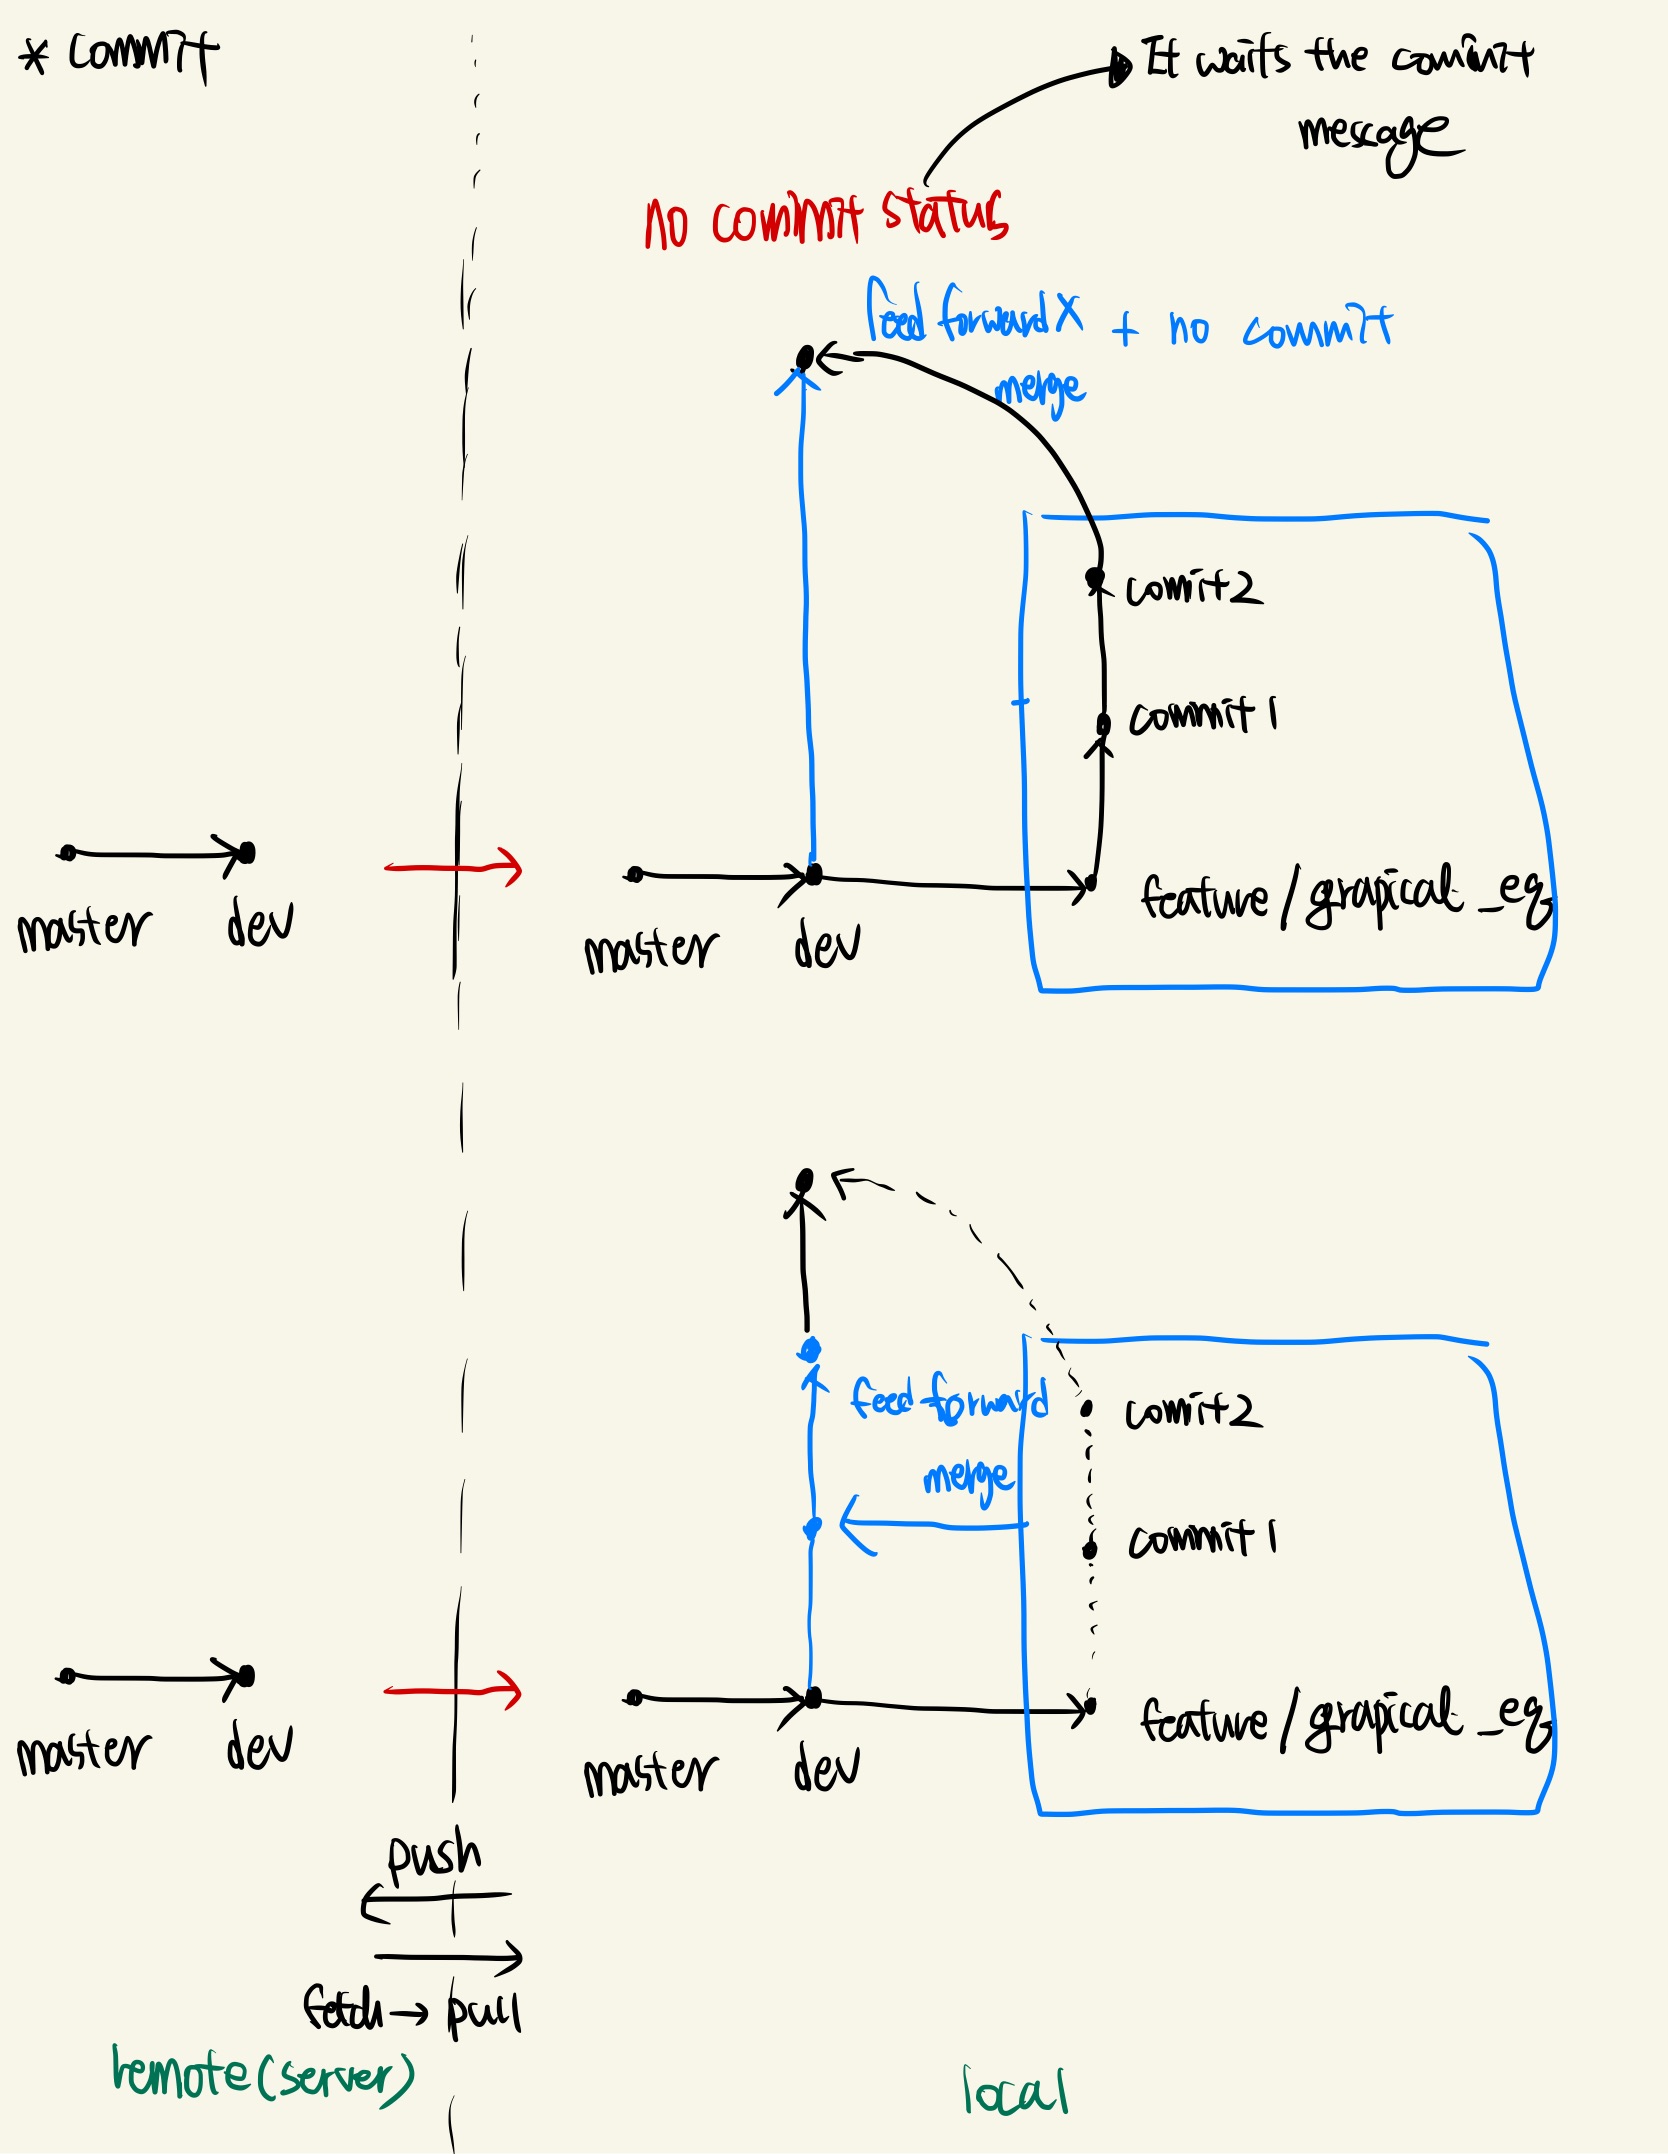 * commit
It waits the commit
message
no commit status
feed forward X + no commit
merge
comit2
commit 1
feature/grapical_eq
master dev
master dev
feed forward
merge
comit2
commit 1
feature/grapical_eq
master dev
master dev
push
fetch → pull
remote (server)
local